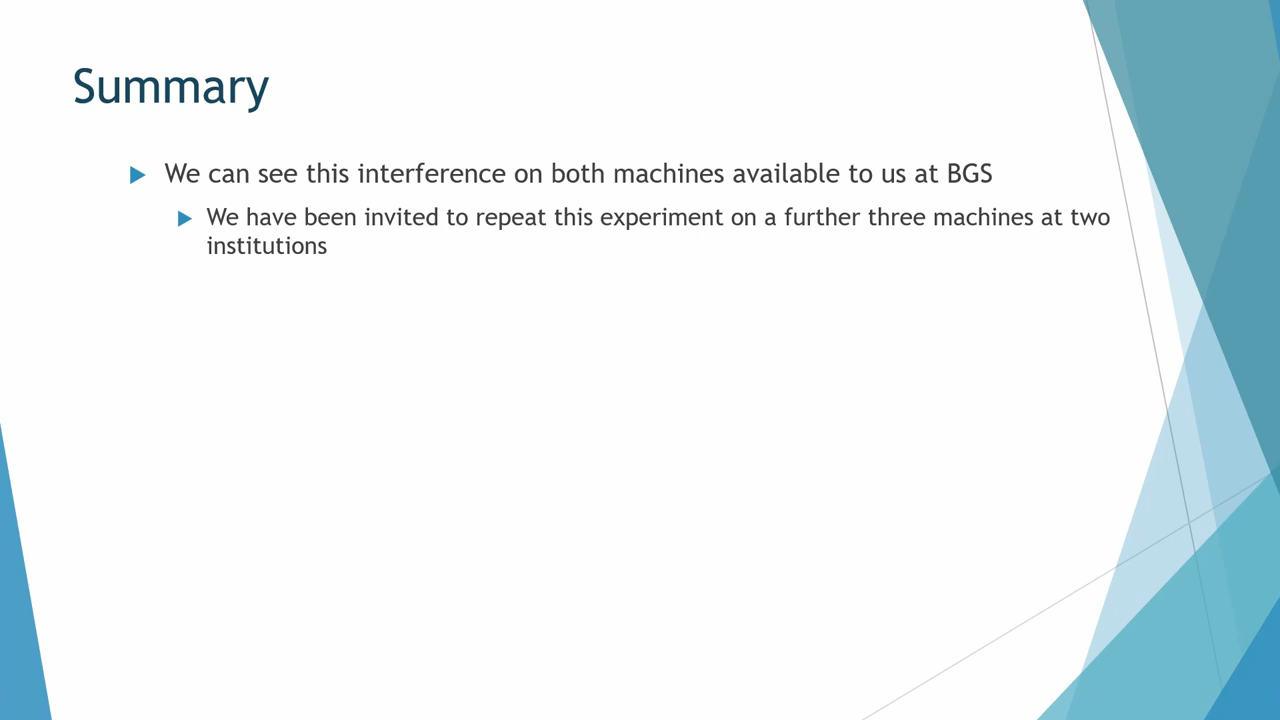 Summary
We can see this interference on both machines available to us at BGS
We have been invited to repeat this experiment on a further three machines at two
institutions